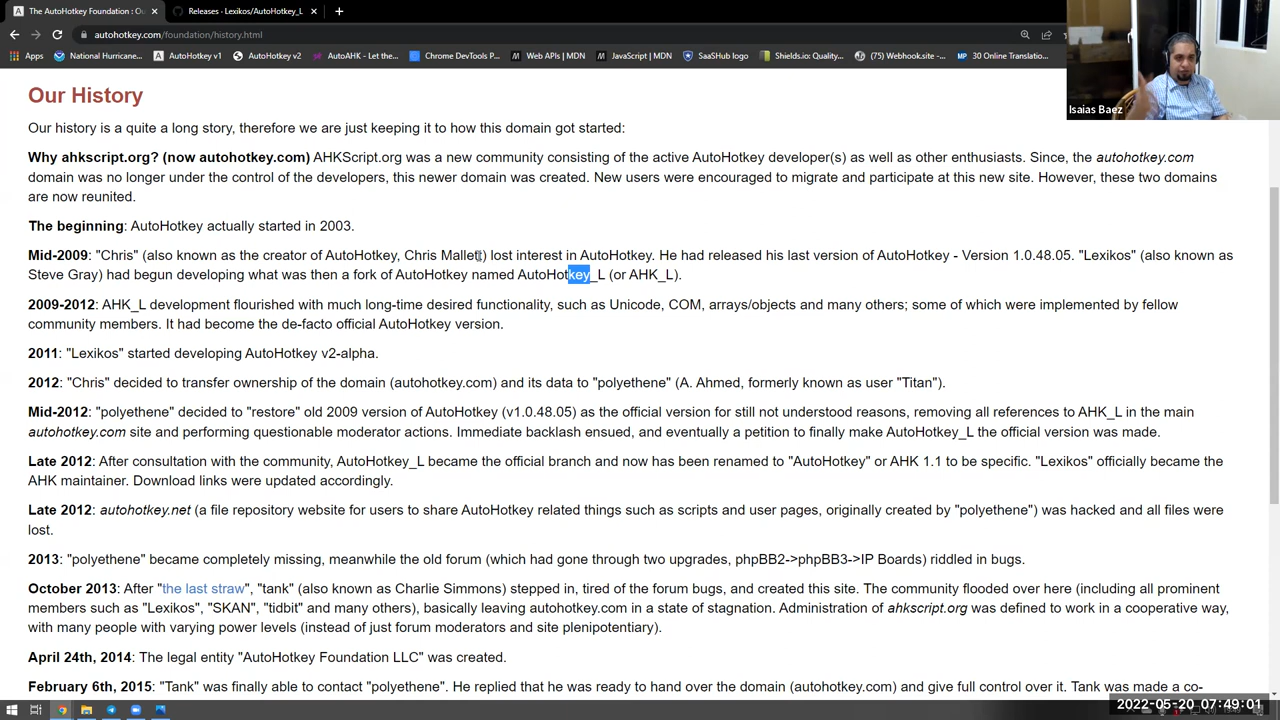 The AutoHotkey Foundation : Ou
Releases · Lexikos/AutoHotkey_L
autohotkey.com/foundation/history.html
Apps
National Hurricane...
AutoHotkey v1
AutoHotkey v2
AutoAHK - Let the...
Chrome DevTools P...
Web APIs | MDN
JavaScript | MDN
SaaSHub logo
Shields.io: Quality...
(75) Webhook.site -...
30 Online Translatio...
Isaias Baez
Our History
Our history is a quite a long story, therefore we are just keeping it to how this domain got started:
Why ahkscript.org? (now autohotkey.com) AHKScript.org was a new community consisting of the active AutoHotkey developer(s) as well as other enthusiasts. Since, the autohotkey.com
domain was no longer under the control of the developers, this newer domain was created. New users were encouraged to migrate and participate at this new site. However, these two domains
are now reunited.
The beginning: AutoHotkey actually started in 2003.
Mid-2009: "Chris" (also known as the creator of AutoHotkey, Chris Mallett) lost interest in AutoHotkey. He had released his last version of AutoHotkey - Version 1.0.48.05. "Lexikos" (also known as
Steve Gray) had begun developing what was then a fork of AutoHotkey named AutoHotkey_L (or AHK_L).
2009-2012: AHK_L development flourished with much long-time desired functionality, such as Unicode, COM, arrays/objects and many others; some of which were implemented by fellow
community members. It had become the de-facto official AutoHotkey version.
2011: "Lexikos" started developing AutoHotkey v2-alpha.
2012: "Chris" decided to transfer ownership of the domain (autohotkey.com) and its data to "polyethene" (A. Ahmed, formerly known as user "Titan").
Mid-2012: "polyethene" decided to "restore" old 2009 version of AutoHotkey (v1.0.48.05) as the official version for still not understood reasons, removing all references to AHK_L in the main
autohotkey.com site and performing questionable moderator actions. Immediate backlash ensued, and eventually a petition to finally make AutoHotkey_L the official version was made.
Late 2012: After consultation with the community, AutoHotkey_L became the official branch and now has been renamed to "AutoHotkey" or AHK 1.1 to be specific. "Lexikos" officially became the
AHK maintainer. Download links were updated accordingly.
Late 2012: autohotkey.net (a file repository website for users to share AutoHotkey related things such as scripts and user pages, originally created by "polyethene") was hacked and all files were
lost.
2013: "polyethene" became completely missing, meanwhile the old forum (which had gone through two upgrades, phpBB2->phpBB3->IP Boards) riddled in bugs.
October 2013: After "the last straw", "tank" (also known as Charlie Simmons) stepped in, tired of the forum bugs, and created this site. The community flooded over here (including all prominent
members such as "Lexikos", "SKAN", "tidbit" and many others), basically leaving autohotkey.com in a state of stagnation. Administration of ahkscript.org was defined to work in a cooperative way,
with many people with varying power levels (instead of just forum moderators and site plenipotentiary).
April 24th, 2014: The legal entity "AutoHotkey Foundation LLC" was created.
February 6th, 2015: "Tank" was finally able to contact "polyethene". He replied that he was ready to hand over the domain (autohotkey.com) and give full control over it. Tank was made a co-
2022-05-20 07:49:01